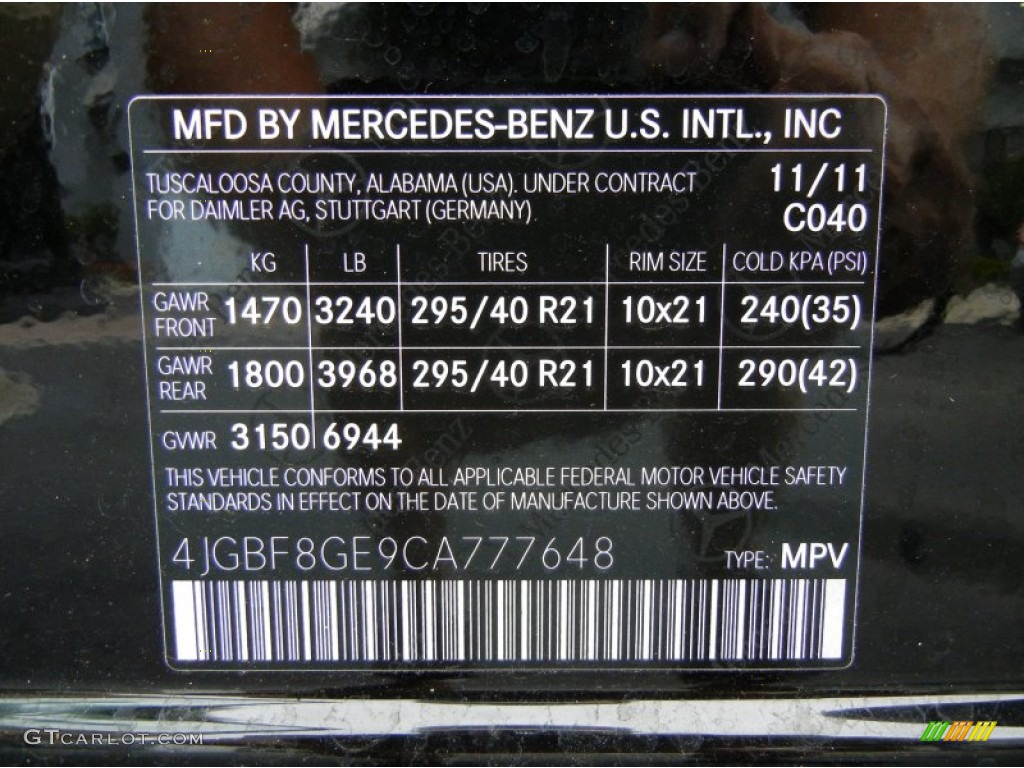 MFD BY MERCEDES-BENZ U.S. INTL., INC
TUSCALOOSA COUNTY, ALABAMA (USA). UNDER CONTRACT
FOR DAIMLER AG, STUTTGART (GERMANY)
11/11
C040
KG LB TIRES RIM SIZE COLD KPA (PSI)
GAWR FRONT 1470 3240 295/40 R21 10x21 240(35)
GAWR REAR 1800 3968 295/40 R21 10x21 290(42)
GVWR 3150 6944
THIS VEHICLE CONFORMS TO ALL APPLICABLE FEDERAL MOTOR VEHICLE SAFETY
STANDARDS IN EFFECT ON THE DATE OF MANUFACTURE SHOWN ABOVE.
4JGBF8GE9CA777648 TYPE: MPV
GTCARLOT.COM